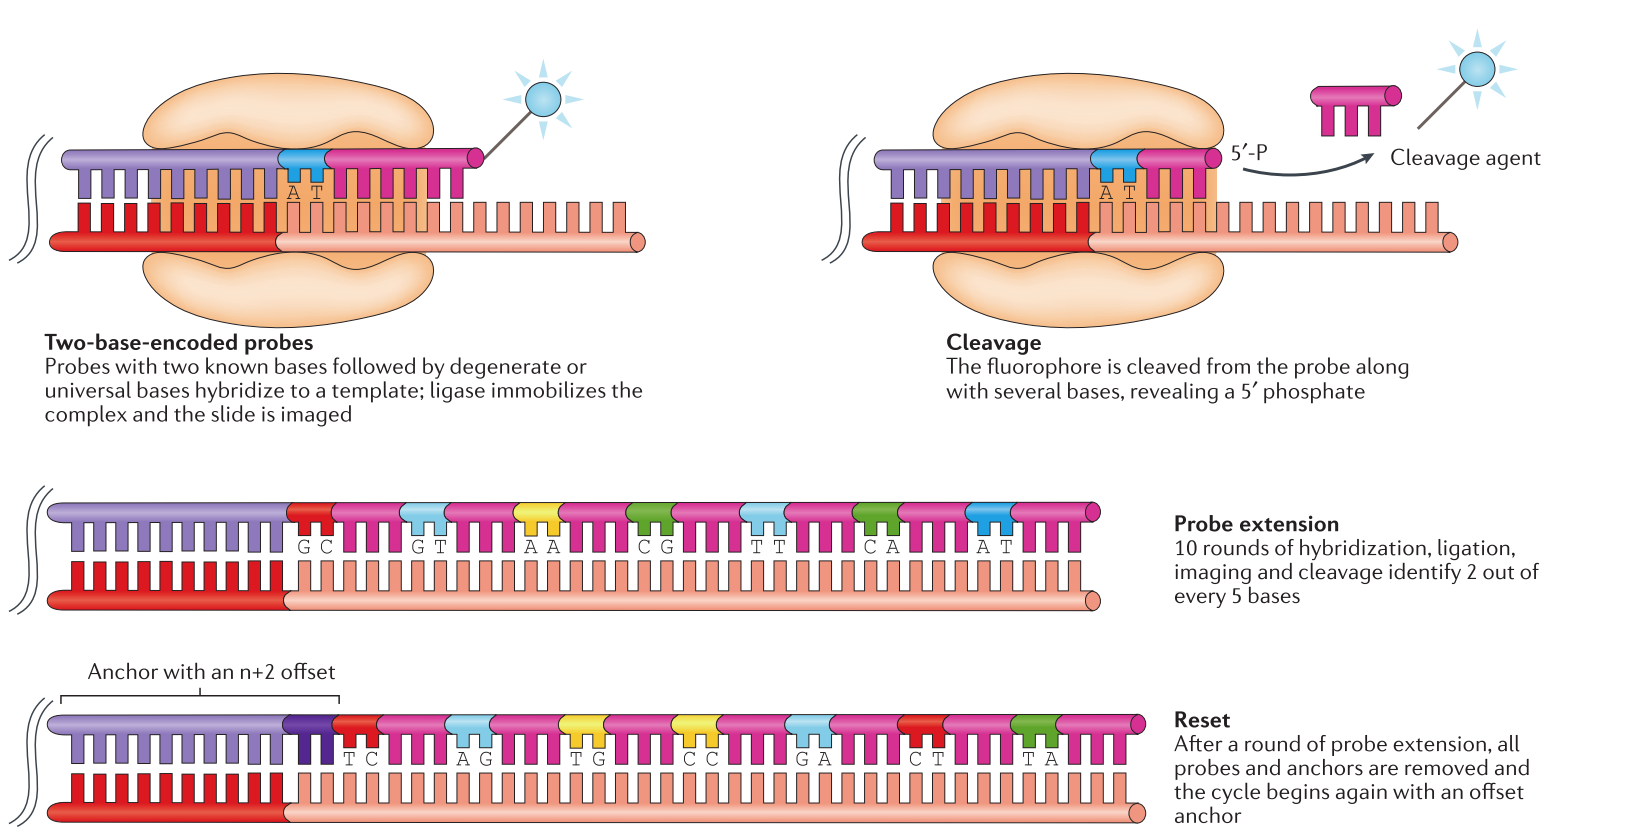 A T
Two-base-encoded probes
Probes with two known bases followed by degenerate or
universal bases hybridize to a template; ligase immobilizes the
complex and the slide is imaged
A T
5′-P
Cleavage agent
Cleavage
The fluorophore is cleaved from the probe along
with several bases, revealing a 5′ phosphate
G C G T A A C G T T C A A T
Probe extension
10 rounds of hybridization, ligation,
imaging and cleavage identify 2 out of
every 5 bases
Anchor with an n+2 offset
T C A G T G C C G A C T T A
Reset
After a round of probe extension, all
probes and anchors are removed and
the cycle begins again with an offset
anchor